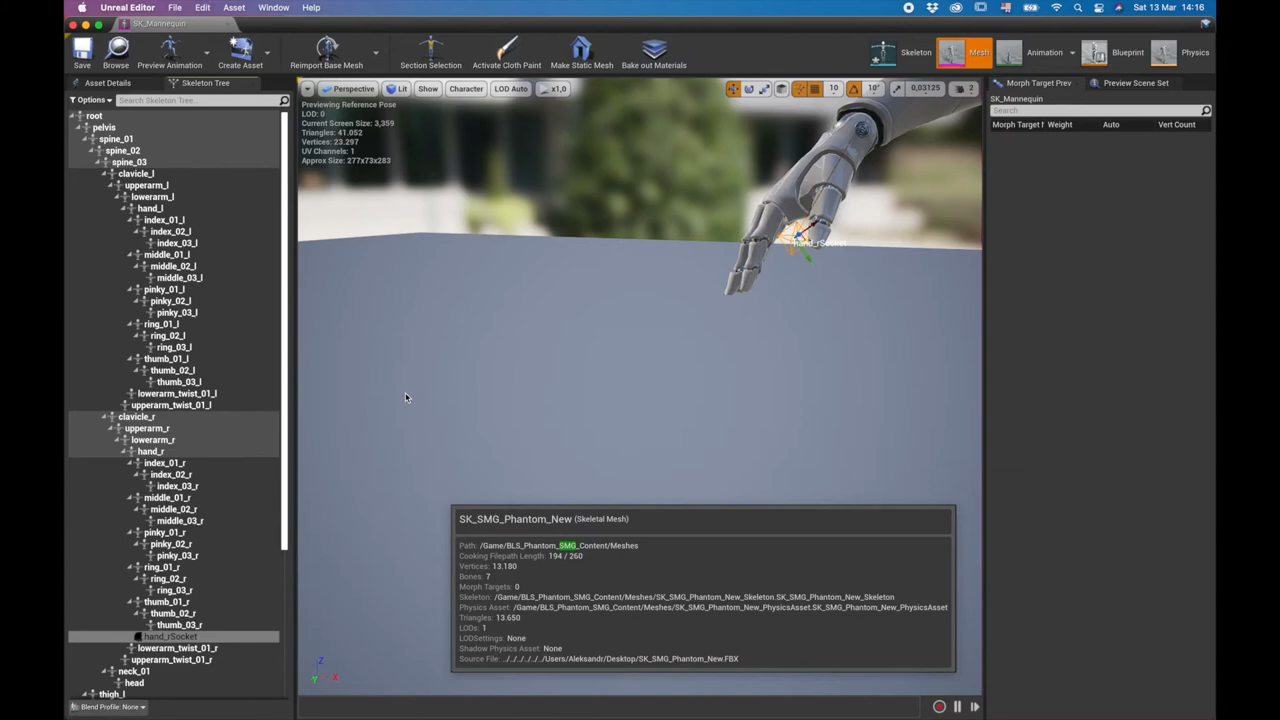 Unreal Editor File Edit Asset Window Help Sat 13 Mar 14:16
SK_Mannequin
Save Browse Preview Animation Create Asset Reimport Base Mesh Section Selection Activate Cloth Paint Make Static Mesh Bake out Materials Skeleton Mesh Animation Blueprint Physics
Asset Details Skeleton Tree
Options Search Skeleton Tree...
root
pelvis
spine_01
spine_02
spine_03
clavicle_l
upperarm_l
lowerarm_l
hand_l
index_01_l
index_02_l
index_03_l
middle_01_l
middle_02_l
middle_03_l
pinky_01_l
pinky_02_l
pinky_03_l
ring_01_l
ring_02_l
ring_03_l
thumb_01_l
thumb_02_l
thumb_03_l
lowerarm_twist_01_l
upperarm_twist_01_l
clavicle_r
upperarm_r
lowerarm_r
hand_r
index_01_r
index_02_r
index_03_r
middle_01_r
middle_02_r
middle_03_r
pinky_01_r
pinky_02_r
pinky_03_r
ring_01_r
ring_02_r
ring_03_r
thumb_01_r
thumb_02_r
thumb_03_r
hand_rSocket
lowerarm_twist_01_r
upperarm_twist_01_r
neck_01
head
thigh_l
Blend Profile: None
Perspective Lit Show Character LOD Auto x1,0 10 10° 0,03125 2
Previewing Reference Pose
LOD: 0
Current Screen Size: 3,359
Triangles: 41.052
Vertices: 23.297
UV Channels: 1
Approx Size: 277x73x283
hand_rSocket
SK_SMG_Phantom_New (Skeletal Mesh)
Path: /Game/BLS_Phantom_SMG_Content/Meshes
Cooking Filepath Length: 194 / 260
Vertices: 13.180
Bones: 7
Morph Targets: 0
Skeleton: /Game/BLS_Phantom_SMG_Content/Meshes/SK_SMG_Phantom_New_Skeleton.SK_SMG_Phantom_New_Skeleton
Physics Asset: /Game/BLS_Phantom_SMG_Content/Meshes/SK_SMG_Phantom_New_PhysicsAsset.SK_SMG_Phantom_New_PhysicsAsset
Triangles: 13.650
LODs: 1
LODSettings: None
Shadow Physics Asset: None
Source File: ../../../../../../Users/Aleksandr/Desktop/SK_SMG_Phantom_New.FBX
Z
Y X
Morph Target Prev Preview Scene Set
SK_Mannequin
Search
Morph Target N Weight Auto Vert Count